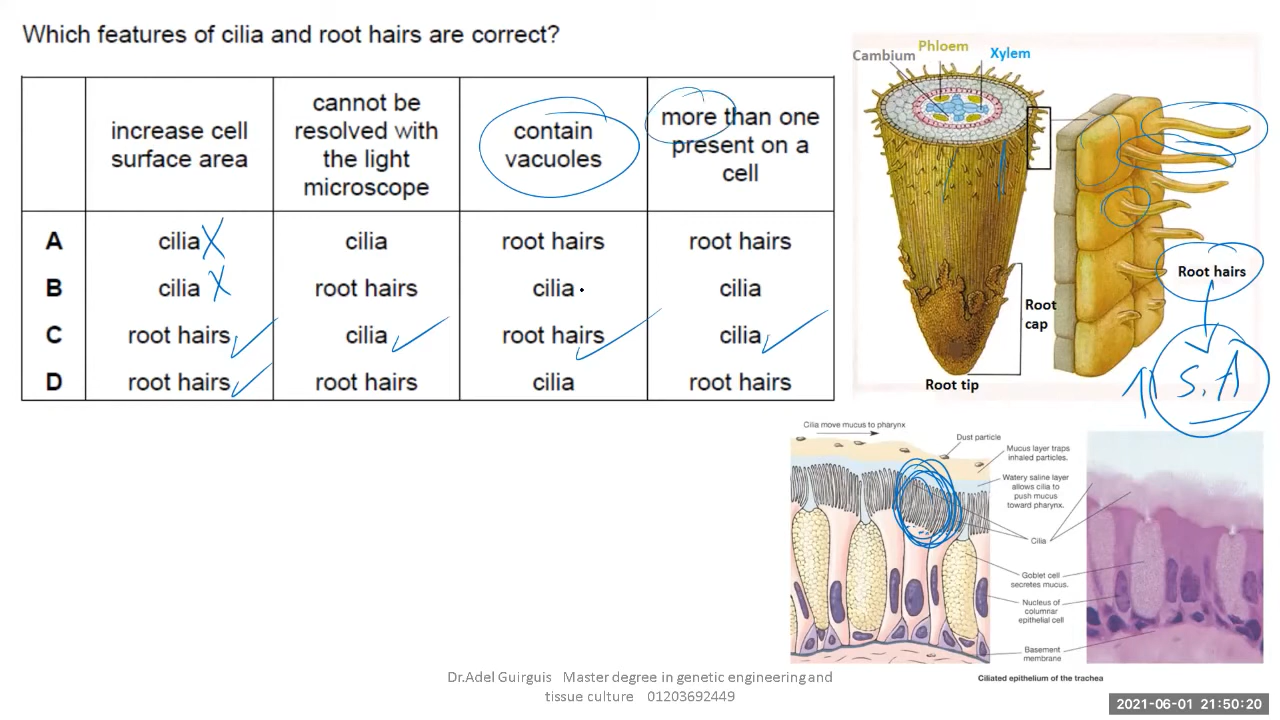 Which features of cilia and root hairs are correct?
increase cell
surface area
cannot be
resolved with
the light
microscope
contain
vacuoles
more than one
present on a
cell
A cilia X cilia root hairs root hairs
B cilia X root hairs cilia cilia
C root hairs cilia root hairs cilia
D root hairs root hairs cilia root hairs
Phloem
Cambium
Xylem
Root hairs
Root
cap
Root tip
S.A
Cilia move mucus to pharynx
Dust particle
Mucus layer traps
inhaled particles.
Watery saline layer
allows cilia to
push mucus
toward pharynx.
Cilia
Goblet cell
secretes mucus.
Nucleus of
columnar
epithelial cell
Basement
membrane
Ciliated epithelium of the trachea
Dr.Adel Guirguis Master degree in genetic engineering and
tissue culture 01203692449
2021-06-01 21:50:20